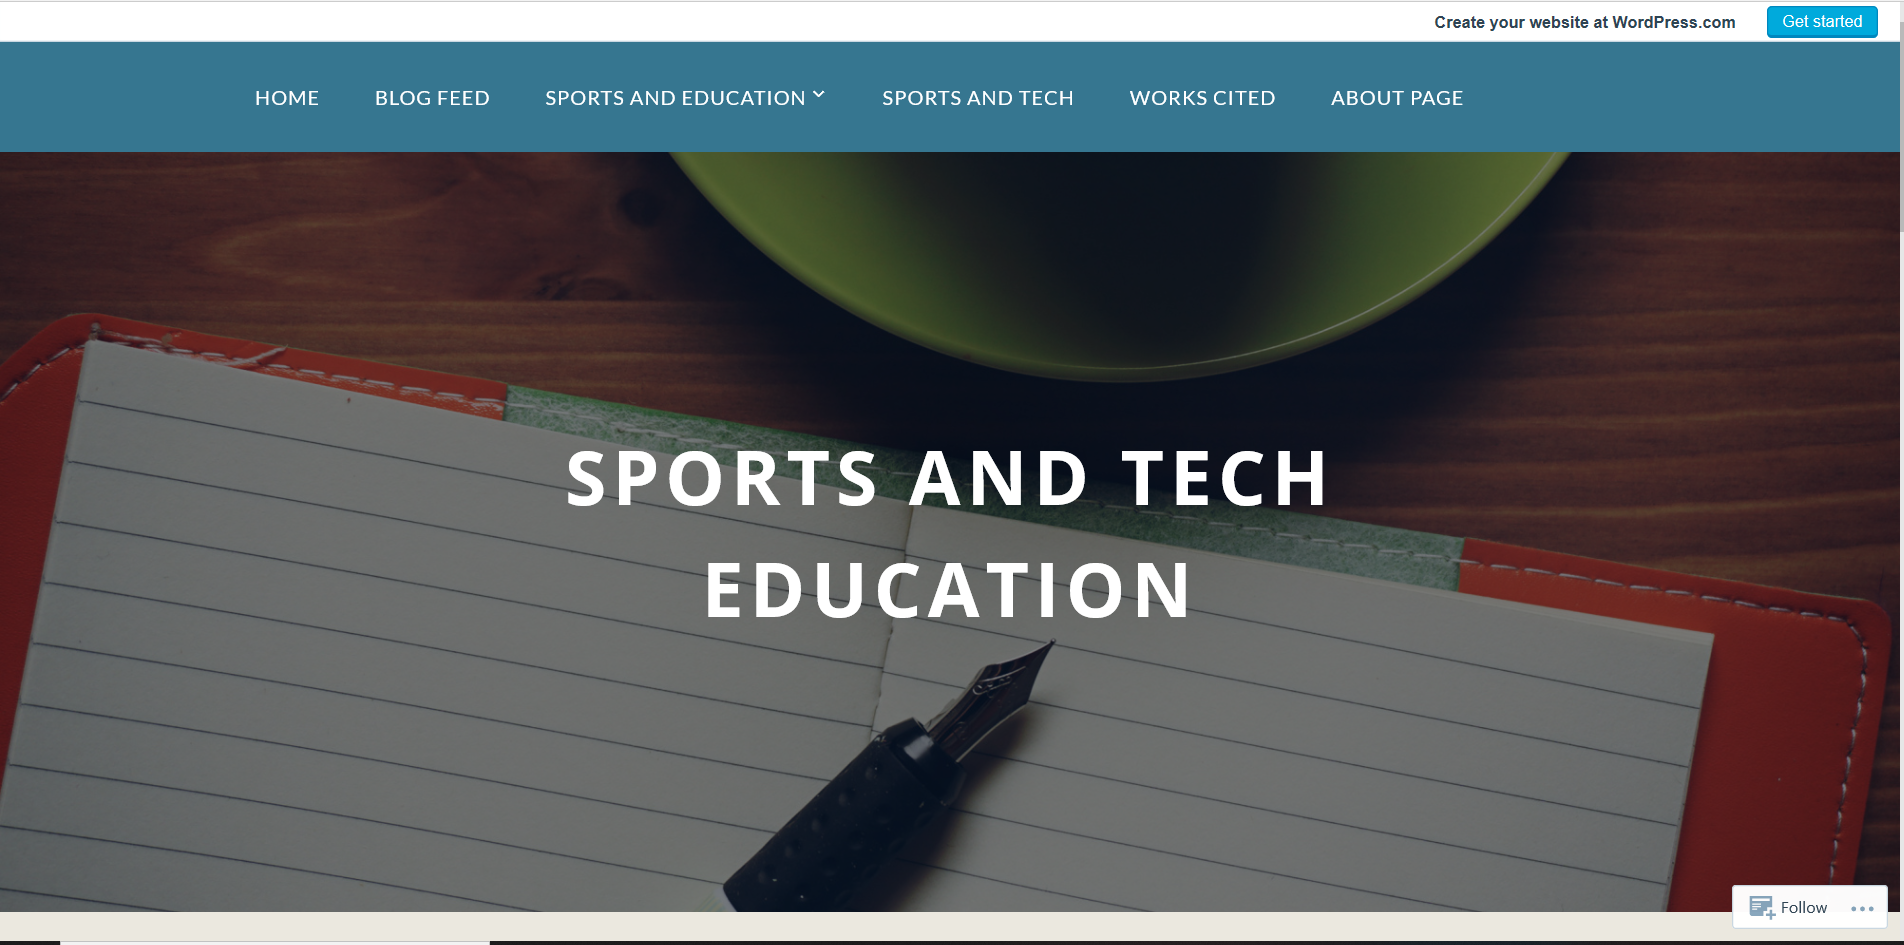 Create your website at WordPress.com
Get started
HOME
BLOG FEED
SPORTS AND EDUCATION
SPORTS AND TECH
WORKS CITED
ABOUT PAGE
SPORTS AND TECH
EDUCATION
Follow